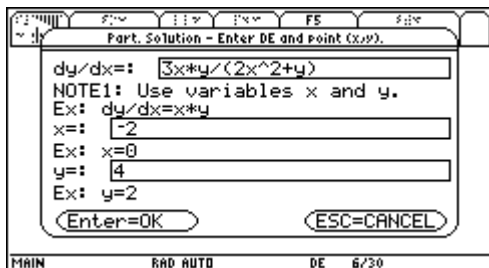 F5
Part. Solution - Enter DE and point (x,y).
dy/dx=: 3x*y/(2x^2+y)
NOTE1: Use variables x and y.
Ex: dy/dx=x*y
x=: -2
Ex: x=0
y=: 4
Ex: y=2
Enter=OK ESC=CANCEL
MAIN RAD AUTO DE 6/30